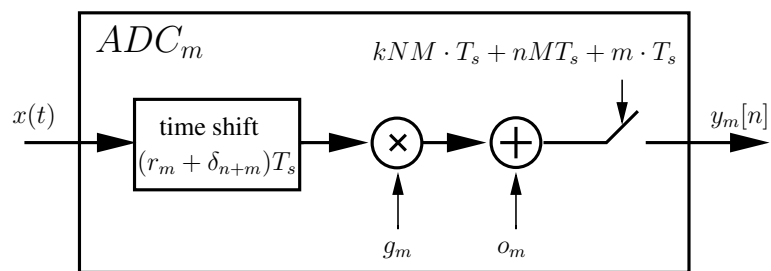 ADC_m
kNM · T_s + nMT_s + m · T_s
x(t)
time shift
(r_m + δ_{n+m})T_s
y_m[n]
g_m
o_m